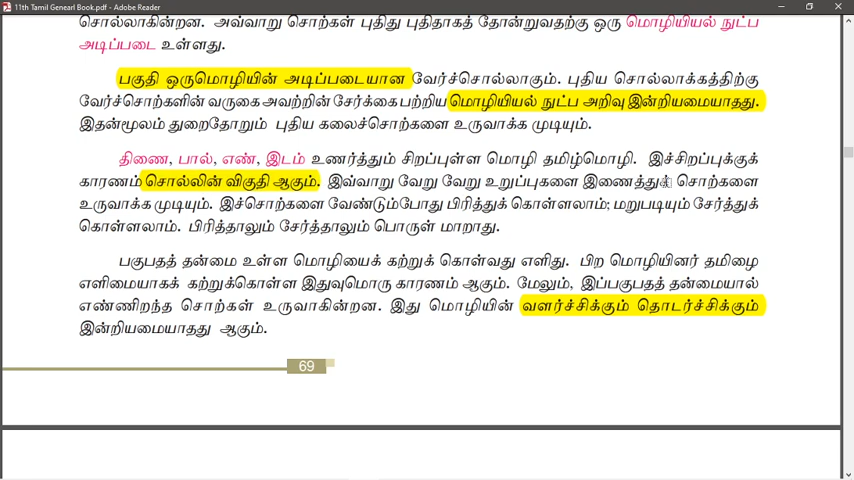 11th Tamil Genearl Book.pdf - Adobe Reader
சொல்லாகின்றன. அவ்வாறு சொற்கள் புதிது புதிதாகத் தோன்றுவதற்கு ஒரு மொழியியல் நுட்ப
அடிப்படை உள்ளது.
பகுதி ஒருமொழியின் அடிப்படையான வேர்ச்சொல்லாகும். புதிய சொல்லாக்கத்திற்கு
வேர்ச்சொற்களின் வருகை அவற்றின் சேர்க்கை பற்றிய மொழியியல் நுட்ப அறிவு இன்றியமையாதது.
இதன்மூலம் துறைதோறும் புதிய கலைச்சொற்களை உருவாக்க முடியும்.
திணை, பால், எண், இடம் உணர்த்தும் சிறப்புள்ள மொழி தமிழ்மொழி. இச்சிறப்புக்குக்
காரணம் சொல்லின் விகுதி ஆகும். இவ்வாறு வேறு வேறு உறுப்புகளை இணைத்துச் சொற்களை
உருவாக்க முடியும். இச்சொற்களை வேண்டும்போது பிரித்துக் கொள்ளலாம்; மறுபடியும் சேர்த்துக்
கொள்ளலாம். பிரித்தாலும் சேர்த்தாலும் பொருள் மாறாது.
பகுபதத் தன்மை உள்ள மொழியைக் கற்றுக் கொள்வது எளிது. பிற மொழியினர் தமிழை
எளிமையாகக் கற்றுக்கொள்ள இதுவுமொரு காரணம் ஆகும். மேலும், இப்பகுபதத் தன்மையால்
எண்ணிறந்த சொற்கள் உருவாகின்றன. இது மொழியின் வளர்ச்சிக்கும் தொடர்ச்சிக்கும்
இன்றியமையாதது ஆகும்.
69